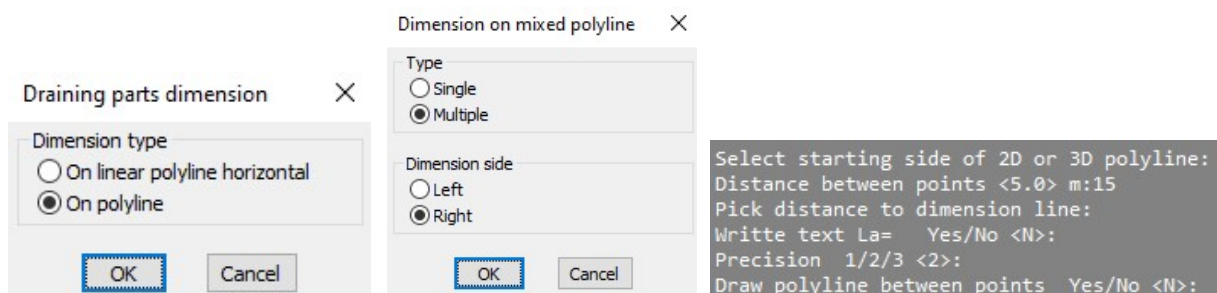 Draining parts dimension
Dimension type
On linear polyline horizontal
On polyline
OK Cancel
Dimension on mixed polyline
Type
Single
Multiple
Dimension side
Left
Right
OK Cancel
Select starting side of 2D or 3D polyline:
Distance between points <5.0> m:15
Pick distance to dimension line:
Writte text La=   Yes/No <N>:
Precision  1/2/3 <2>:
Draw polyline between points  Yes/No <N>: